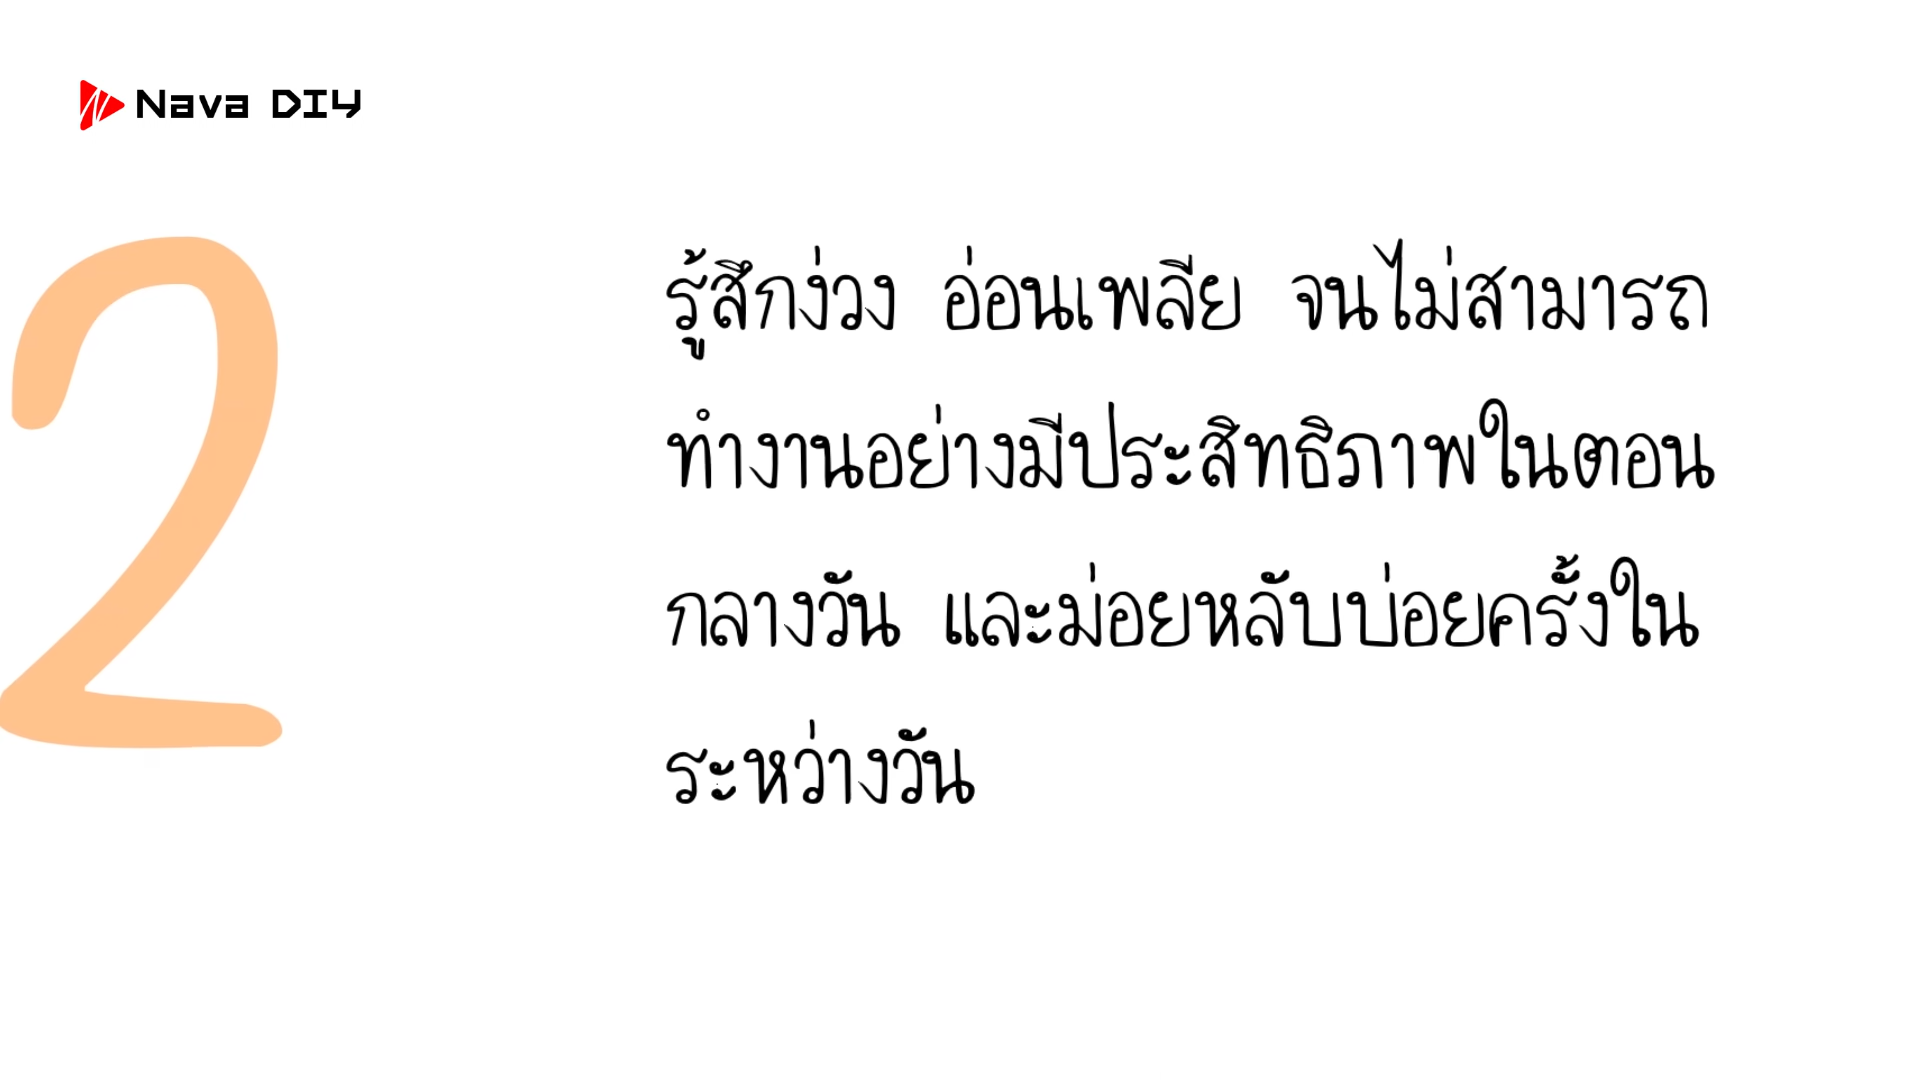 Nava DIY
2
รู้สึกง่วง อ่อนเพลีย จนไม่สามารถ
ทำงานอย่างมีประสิทธิภาพในตอน
กลางวัน และม่อยหลับบ่อยครั้งใน
ระหว่างวัน